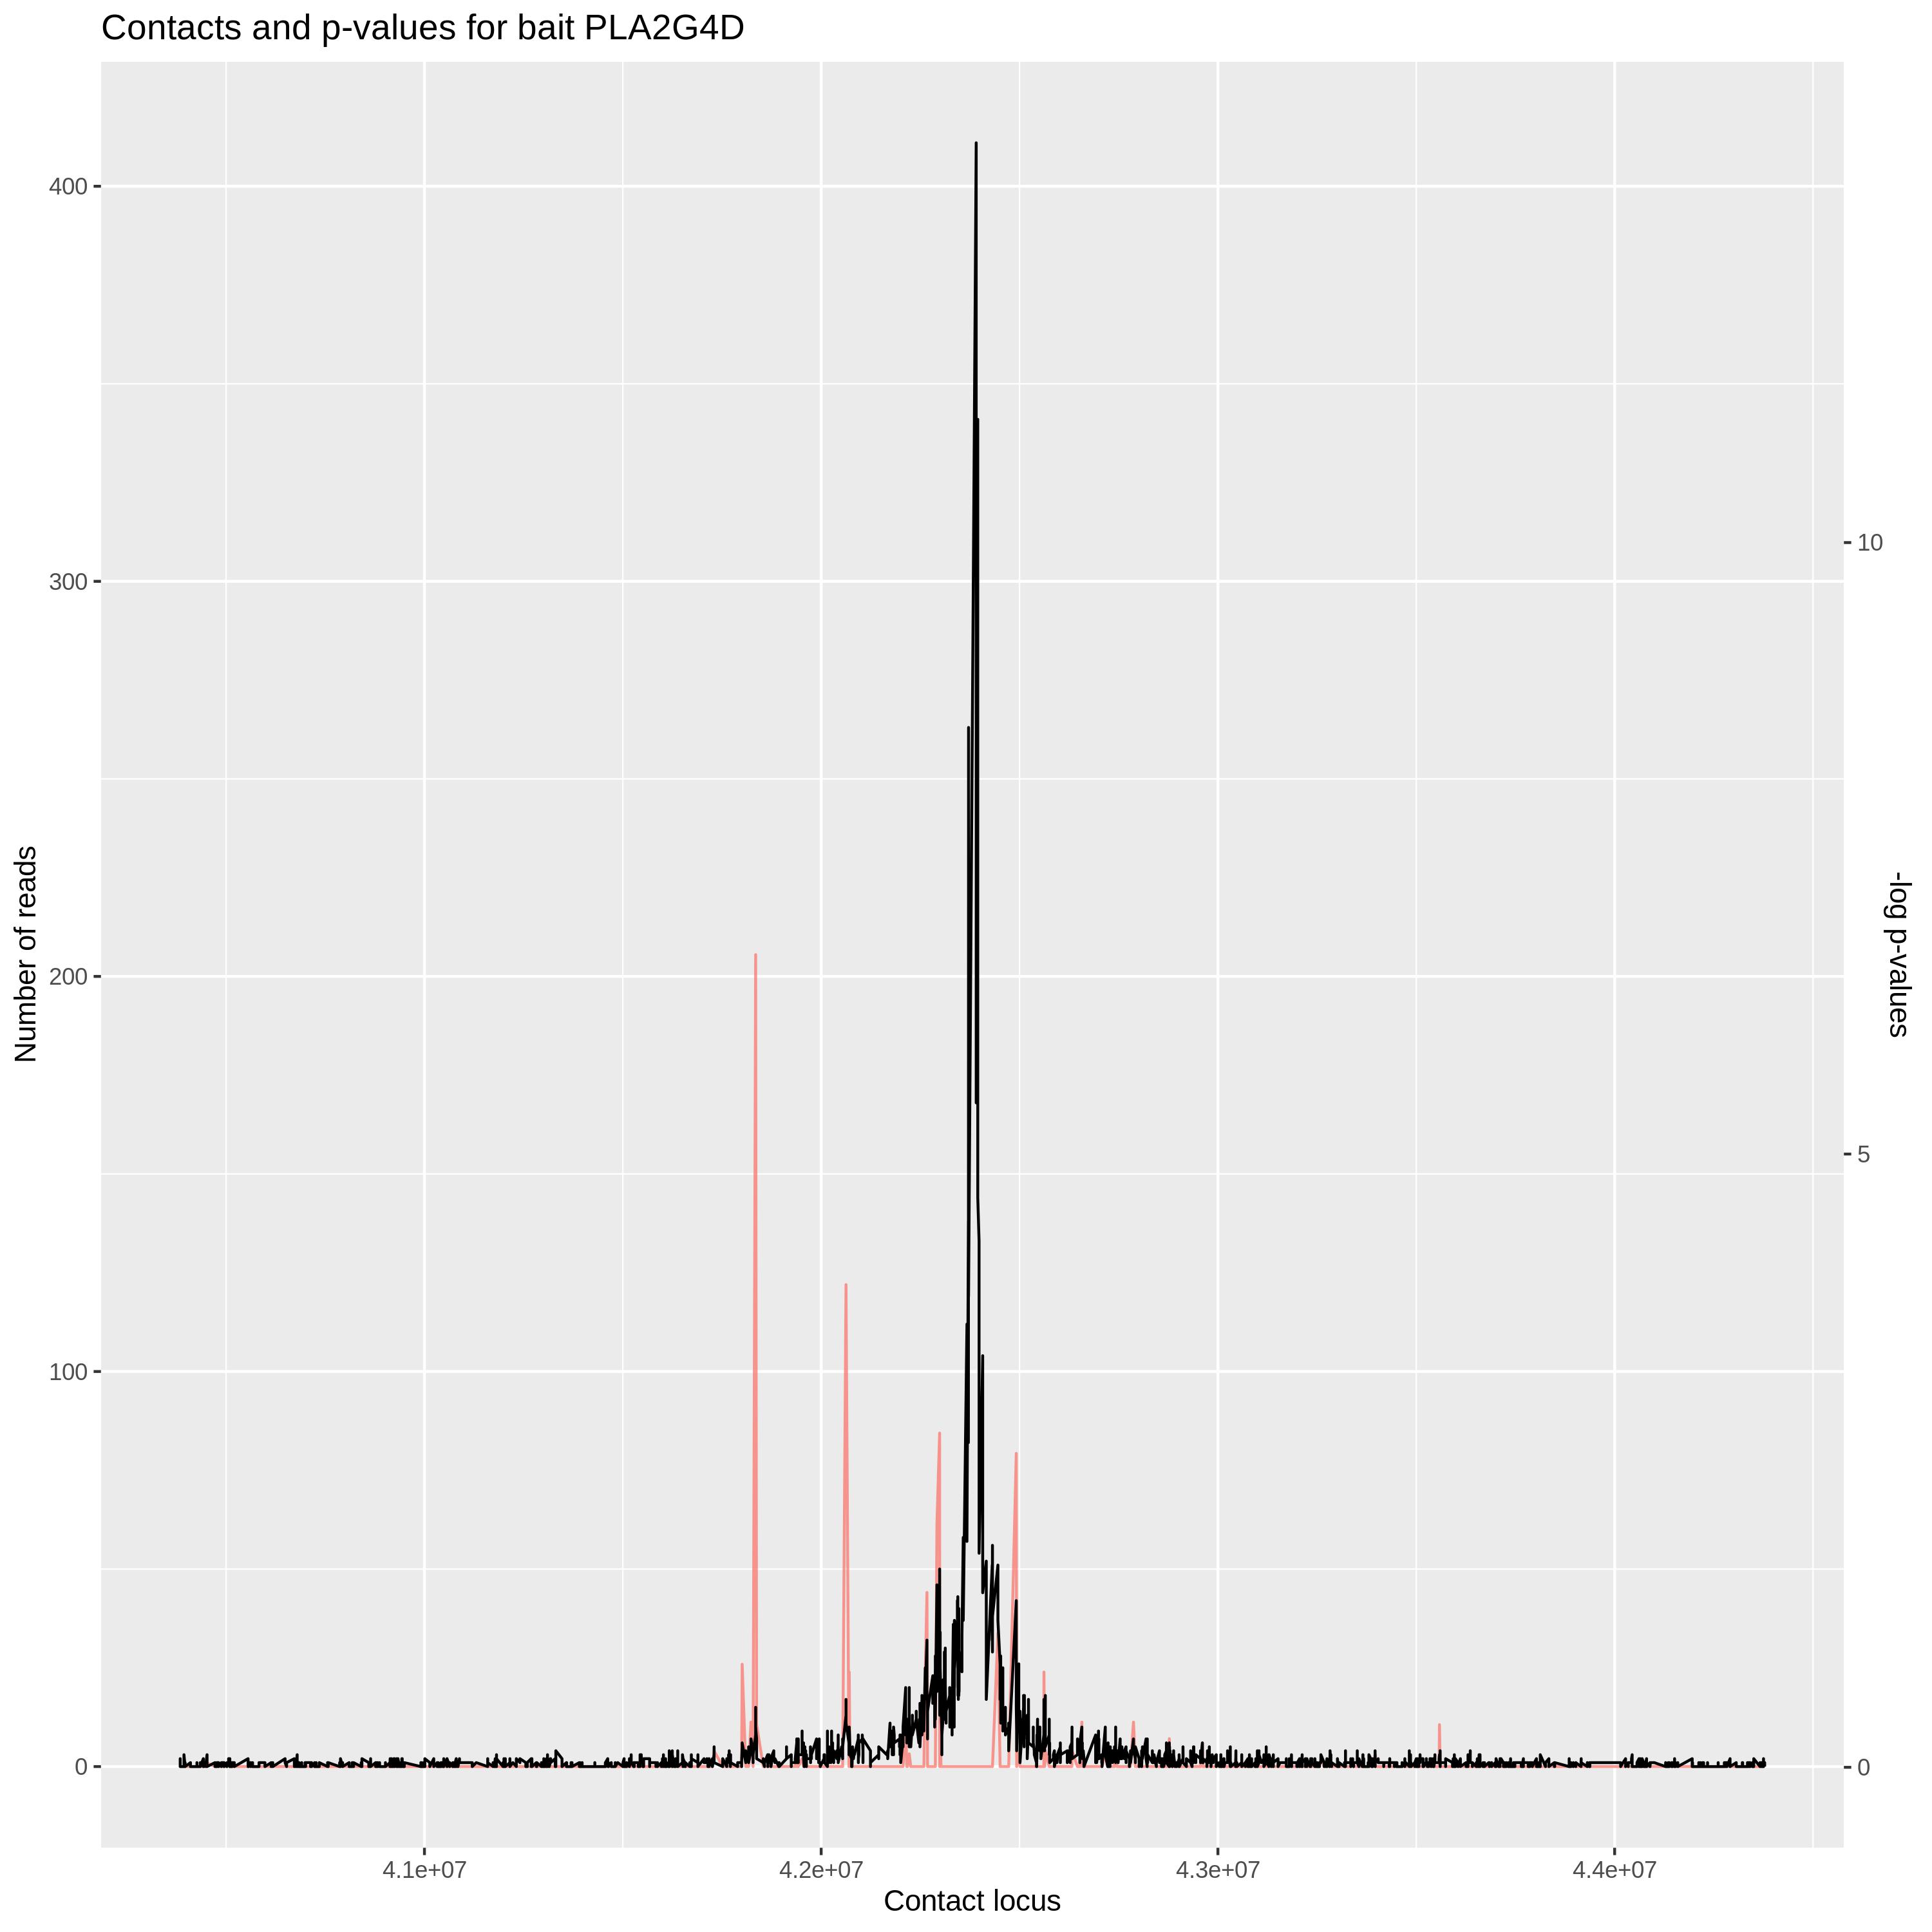 Contacts and p-values for bait PLA2G4D
400
300
200
100
0
Number of reads
10
5
0
-log p-values
4.1e+07
4.2e+07
4.3e+07
4.4e+07
Contact locus